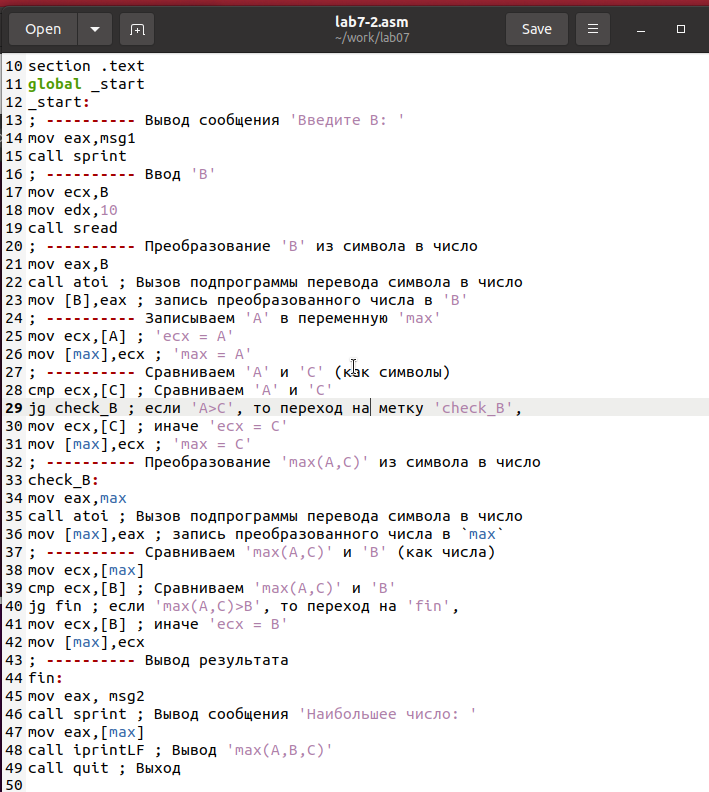 Open
lab7-2.asm
~/work/lab07
Save
10 section .text
11 global _start
12 _start:
13 ; ---------- Вывод сообщения 'Введите B: '
14 mov eax,msg1
15 call sprint
16 ; ---------- Ввод 'B'
17 mov ecx,B
18 mov edx,10
19 call sread
20 ; ---------- Преобразование 'B' из символа в число
21 mov eax,B
22 call atoi ; Вызов подпрограммы перевода символа в число
23 mov [B],eax ; запись преобразованного числа в 'B'
24 ; ---------- Записываем 'A' в переменную 'max'
25 mov ecx,[A] ; 'ecx = A'
26 mov [max],ecx ; 'max = A'
27 ; ---------- Сравниваем 'A' и 'С' (как символы)
28 cmp ecx,[C] ; Сравниваем 'A' и 'С'
29 jg check_B ; если 'A>C', то переход на метку 'check_B',
30 mov ecx,[C] ; иначе 'ecx = C'
31 mov [max],ecx ; 'max = C'
32 ; ---------- Преобразование 'max(A,C)' из символа в число
33 check_B:
34 mov eax,max
35 call atoi ; Вызов подпрограммы перевода символа в число
36 mov [max],eax ; запись преобразованного числа в `max`
37 ; ---------- Сравниваем 'max(A,C)' и 'B' (как числа)
38 mov ecx,[max]
39 cmp ecx,[B] ; Сравниваем 'max(A,C)' и 'B'
40 jg fin ; если 'max(A,C)>B', то переход на 'fin',
41 mov ecx,[B] ; иначе 'ecx = B'
42 mov [max],ecx
43 ; ---------- Вывод результата
44 fin:
45 mov eax, msg2
46 call sprint ; Вывод сообщения 'Наибольшее число: '
47 mov eax,[max]
48 call iprintLF ; Вывод 'max(A,B,C)'
49 call quit ; Выход
50